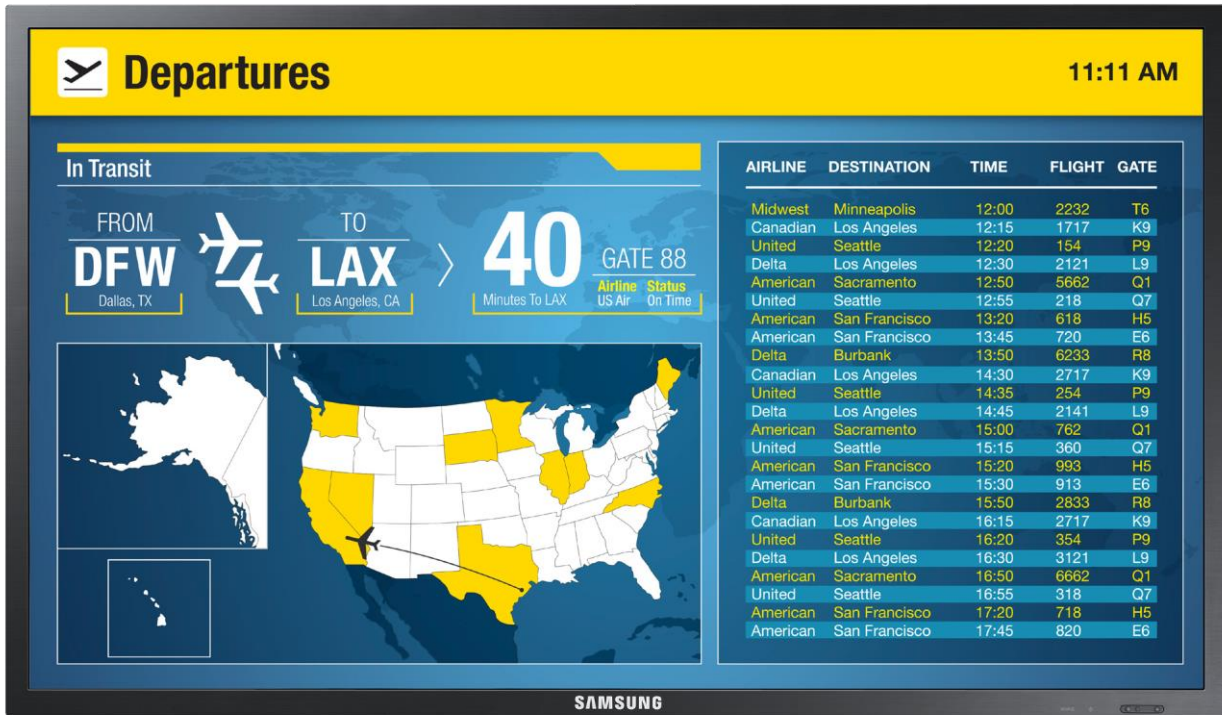 Departures
11:11 AM
In Transit
FROM
DFW
Dallas, TX
TO
LAX
Los Angeles, CA
40
Minutes To LAX
GATE 88
Airline Status
US Air On Time
AIRLINE DESTINATION TIME FLIGHT GATE
Midwest Minneapolis 12:00 2232 T6
Canadian Los Angeles 12:15 1717 K9
United Seattle 12:20 154 P9
Delta Los Angeles 12:30 2121 L9
American Sacramento 12:50 5662 Q1
United Seattle 12:55 218 Q7
American San Francisco 13:20 618 H5
American San Francisco 13:45 720 E6
Delta Burbank 13:50 6233 R8
Canadian Los Angeles 14:30 2717 K9
United Seattle 14:35 254 P9
Delta Los Angeles 14:45 2141 L9
American Sacramento 15:00 762 Q1
United Seattle 15:15 360 Q7
American San Francisco 15:20 993 H5
American San Francisco 15:30 913 E6
Delta Burbank 15:50 2833 R8
Canadian Los Angeles 16:15 2717 K9
United Seattle 16:20 354 P9
Delta Los Angeles 16:30 3121 L9
American Sacramento 16:50 6662 Q1
United Seattle 16:55 318 Q7
American San Francisco 17:20 718 H5
American San Francisco 17:45 820 E6
SAMSUNG